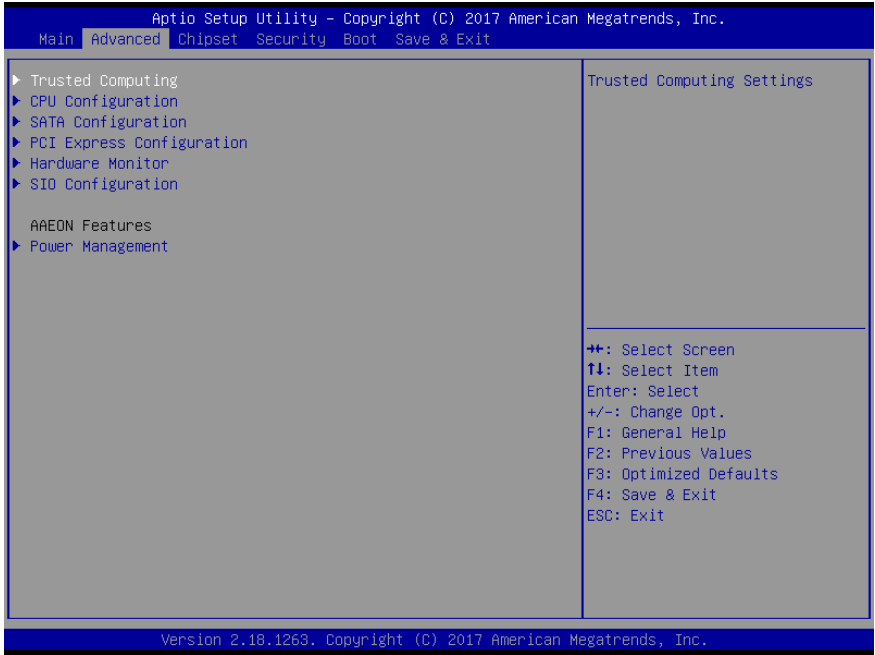 Aptio Setup Utility – Copyright (C) 2017 American Megatrends, Inc.
Main Advanced Chipset Security Boot Save & Exit
▶ Trusted Computing
▶ CPU Configuration
▶ SATA Configuration
▶ PCI Express Configuration
▶ Hardware Monitor
▶ SIO Configuration
AAEON Features
▶ Power Management
Trusted Computing Settings
→←: Select Screen
↑↓: Select Item
Enter: Select
+/-: Change Opt.
F1: General Help
F2: Previous Values
F3: Optimized Defaults
F4: Save & Exit
ESC: Exit
Version 2.18.1263. Copyright (C) 2017 American Megatrends, Inc.